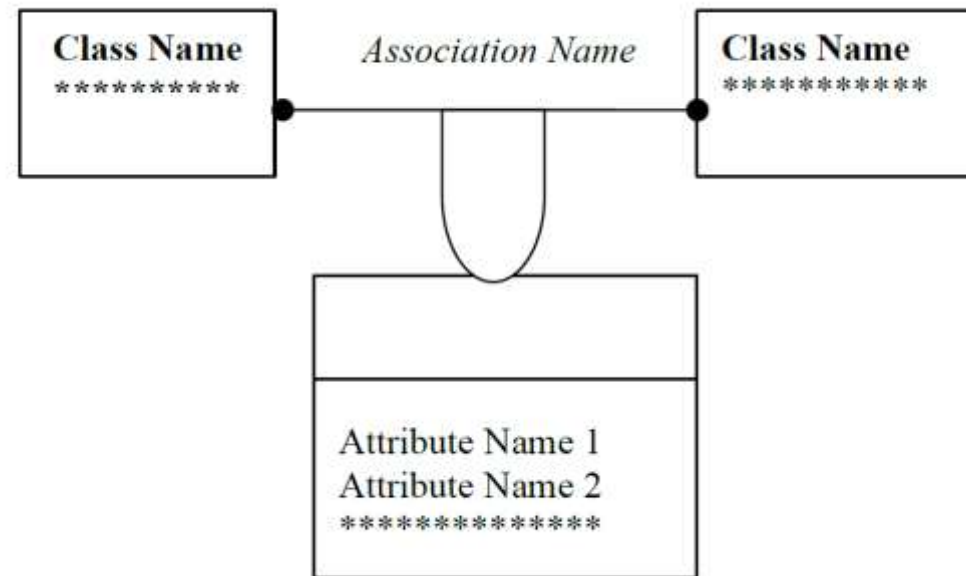 Class Name
**********
Association Name
Class Name
***********
Attribute Name 1
Attribute Name 2
**************